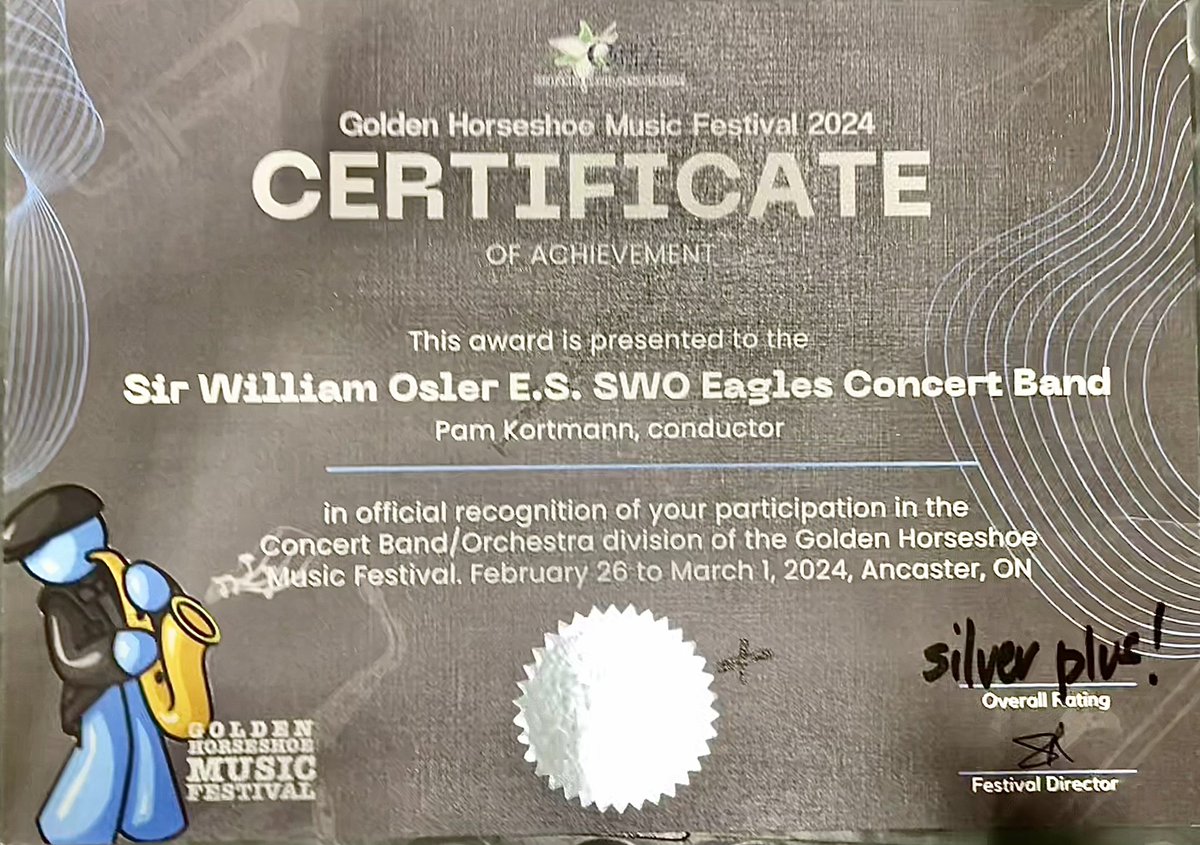 Golden Horseshoe Music Festival 2024
CERTIFICATE
OF ACHIEVEMENT
This award is presented to the
Sir William Osler E.S. SWO Eagles Concert Band
Pam Kortmann, conductor
in official recognition of your participation in the
Concert Band/Orchestra division of the Golden Horseshoe
Music Festival. February 26 to March 1, 2024, Ancaster, ON
+
silver plus!
Overall Rating
Festival Director
GOLDEN
HORSESHOE
MUSIC
FESTIVAL